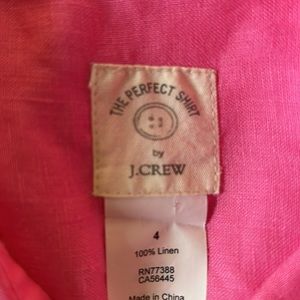 THE PERFECT SHIRT
by
J.CREW
4
100% Linen
RN77388
CA56445
Made in China